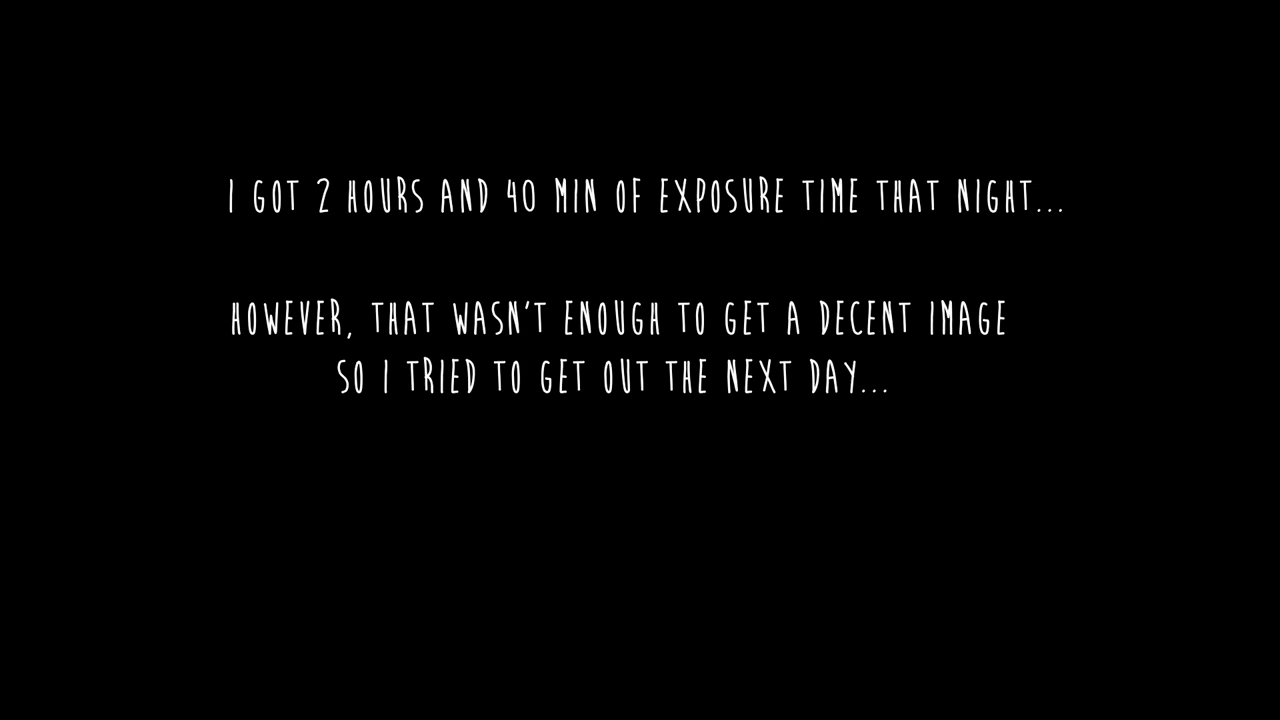 I GOT 2 HOURS AND 40 MIN OF EXPOSURE TIME THAT NIGHT...
HOWEVER, THAT WASN'T ENOUGH TO GET A DECENT IMAGE
SO I TRIED TO GET OUT THE NEXT DAY...